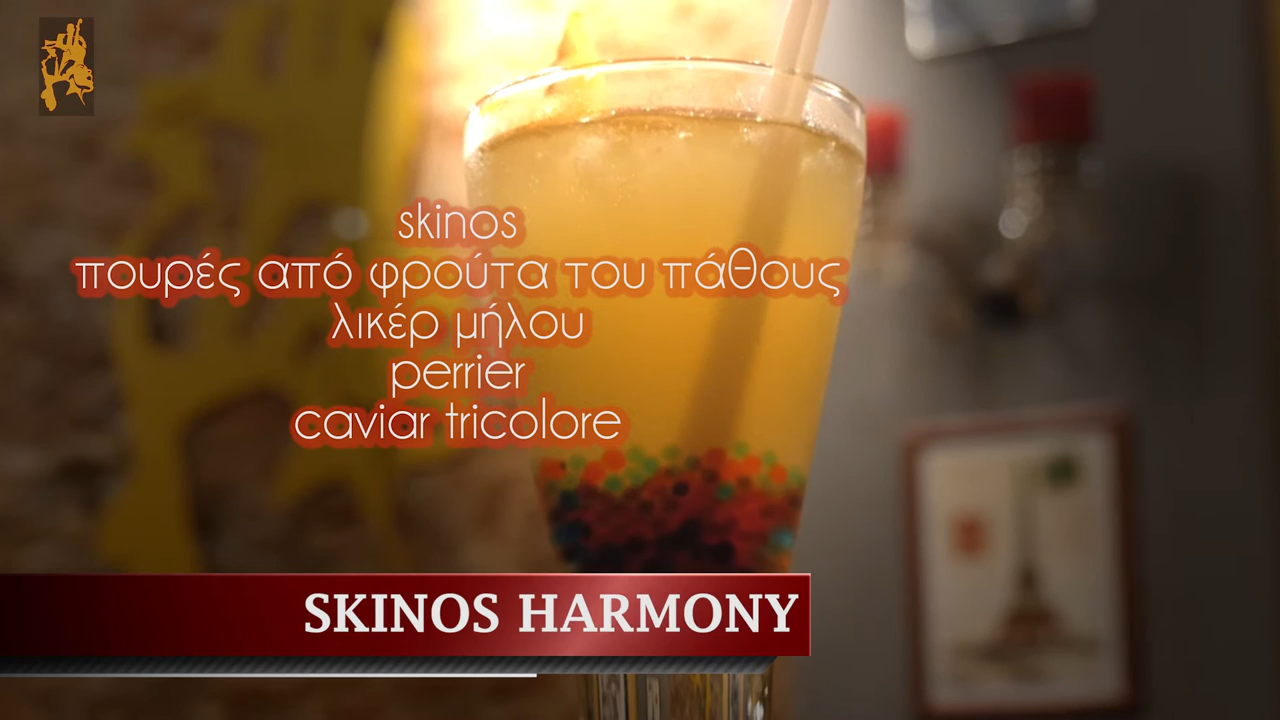 skinos
πουρές από φρούτα του πάθους
λικέρ μήλου
perrier
caviar tricolore
SKINOS HARMONY